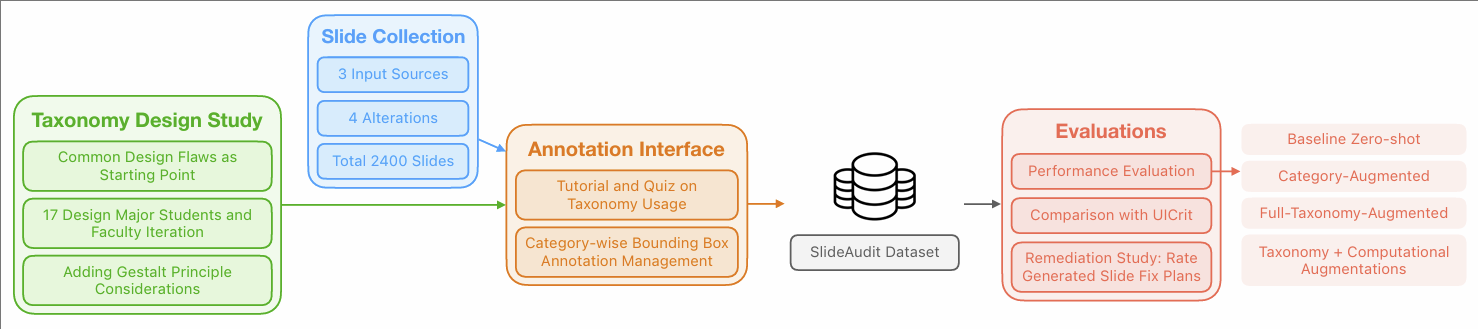 Taxonomy Design Study
Common Design Flaws as
Starting Point
17 Design Major Students and
Faculty Iteration
Adding Gestalt Principle
Considerations
Slide Collection
3 Input Sources
4 Alterations
Total 2400 Slides
Annotation Interface
Tutorial and Quiz on
Taxonomy Usage
Category-wise Bounding Box
Annotation Management
SlideAudit Dataset
Evaluations
Performance Evaluation
Comparison with UICrit
Remediation Study: Rate
Generated Slide Fix Plans
Baseline Zero-shot
Category-Augmented
Full-Taxonomy-Augmented
Taxonomy + Computational
Augmentations